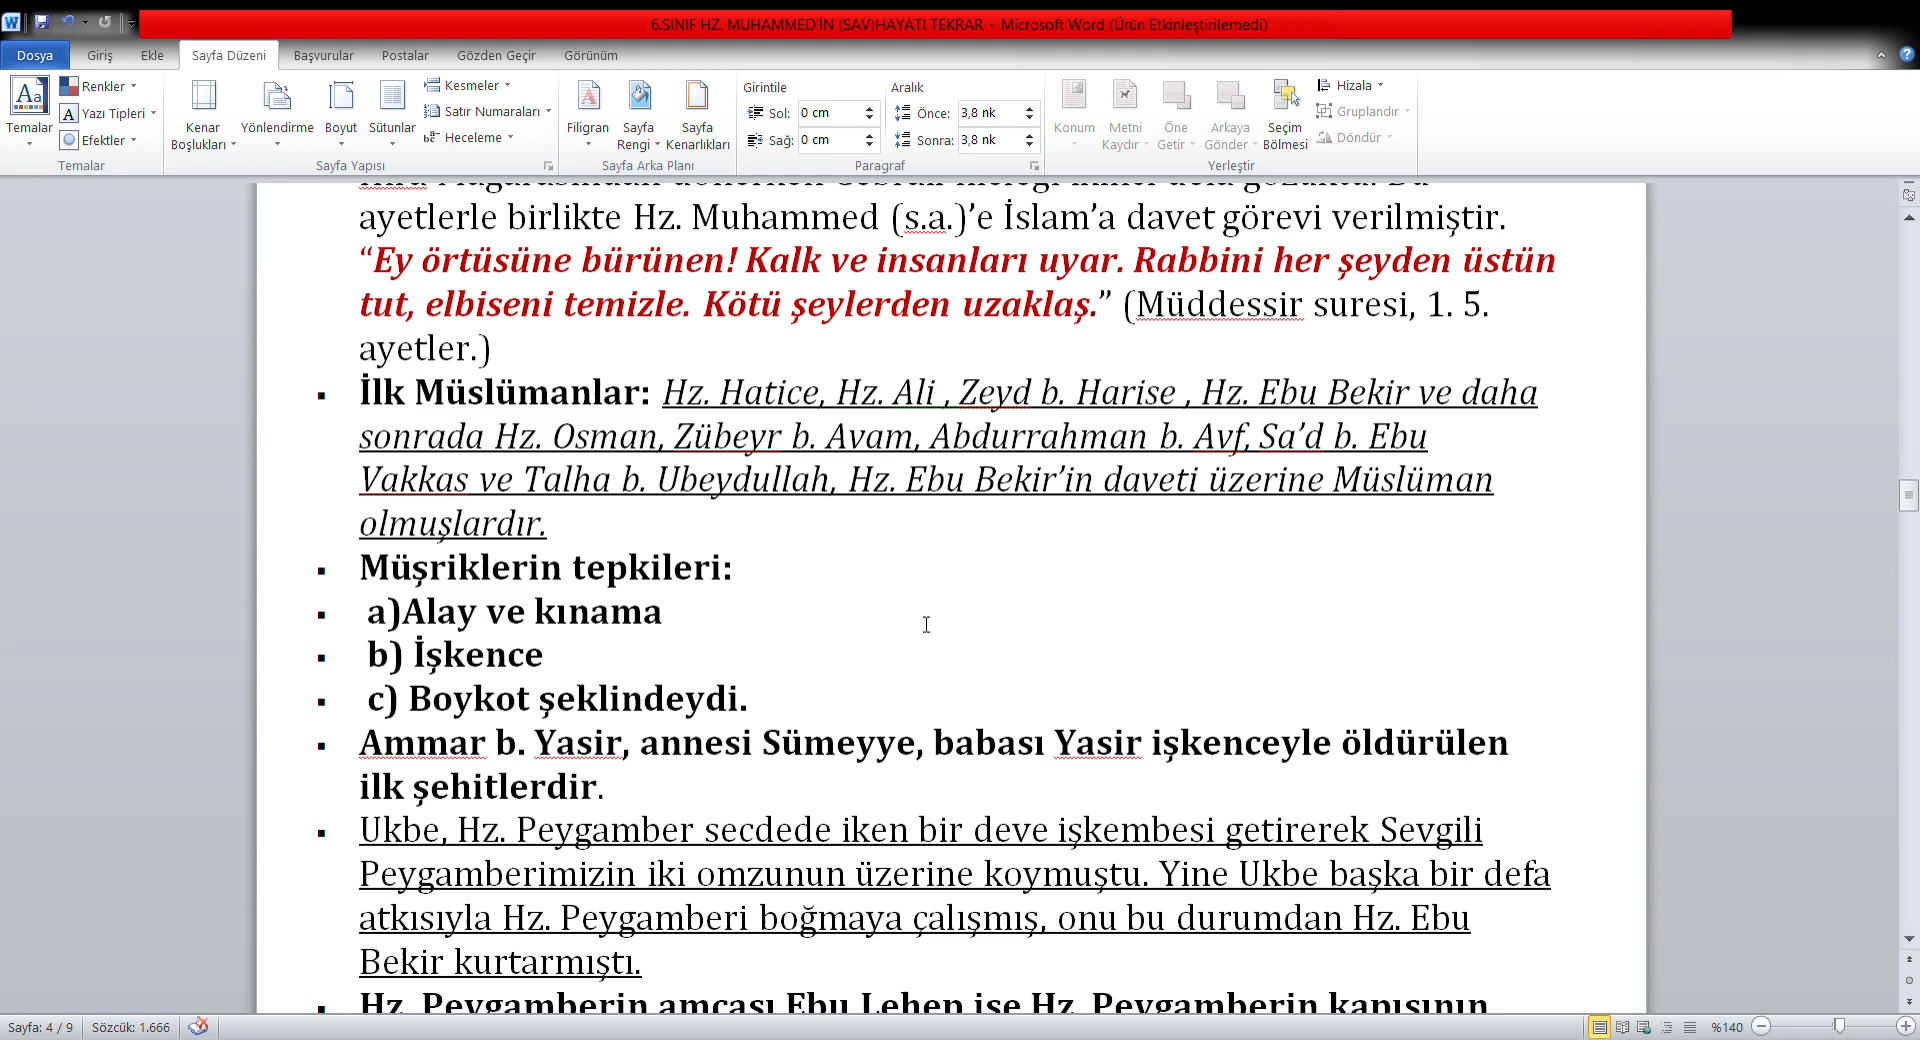 6.SINIF HZ. MUHAMMED'İN (SAV)HAYATI TEKRAR - Microsoft Word (Ürün Etkinleştirilemedi)
Dosya Giriş Ekle Sayfa Düzeni Başvurular Postalar Gözden Geçir Görünüm
Temalar
Renkler
Yazı Tipleri
Efektler
Temalar
Kenar Boşlukları
Yönlendirme
Boyut
Sütunlar
Kesmeler
Satır Numaraları
Heceleme
Sayfa Yapısı
Filigran
Sayfa Rengi
Sayfa Kenarlıkları
Sayfa Arka Planı
Girintile
Sol: 0 cm
Sağ: 0 cm
Aralık
Önce: 3,8 nk
Sonra: 3,8 nk
Paragraf
Konum
Metni Kaydır
Öne Getir
Arkaya Gönder
Seçim Bölmesi
Hizala
Gruplandır
Döndür
Yerleştir
ayetlerle birlikte Hz. Muhammed (s.a.)’e İslam’a davet görevi verilmiştir.
“Ey örtüsüne bürünen! Kalk ve insanları uyar. Rabbini her şeyden üstün
tut, elbiseni temizle. Kötü şeylerden uzaklaş.” (Müddessir suresi, 1. 5.
ayetler.)
▪ İlk Müslümanlar: Hz. Hatice, Hz. Ali , Zeyd b. Harise , Hz. Ebu Bekir ve daha
sonrada Hz. Osman, Zübeyr b. Avam, Abdurrahman b. Avf, Sa’d b. Ebu
Vakkas ve Talha b. Ubeydullah, Hz. Ebu Bekir’in daveti üzerine Müslüman
olmuşlardır.
▪ Müşriklerin tepkileri:
▪ a)Alay ve kınama
▪ b) İşkence
▪ c) Boykot şeklindeydi.
▪ Ammar b. Yasir, annesi Sümeyye, babası Yasir işkenceyle öldürülen
ilk şehitlerdir.
▪ Ukbe, Hz. Peygamber secdede iken bir deve işkembesi getirerek Sevgili
Peygamberimizin iki omzunun üzerine koymuştu. Yine Ukbe başka bir defa
atkısıyla Hz. Peygamberi boğmaya çalışmış, onu bu durumdan Hz. Ebu
Bekir kurtarmıştı.
▪ Hz. Peygamberin amcası Ebu Leheb ise Hz. Peygamberin kapısının
Sayfa: 4 / 9 Sözcük: 1.666 %140